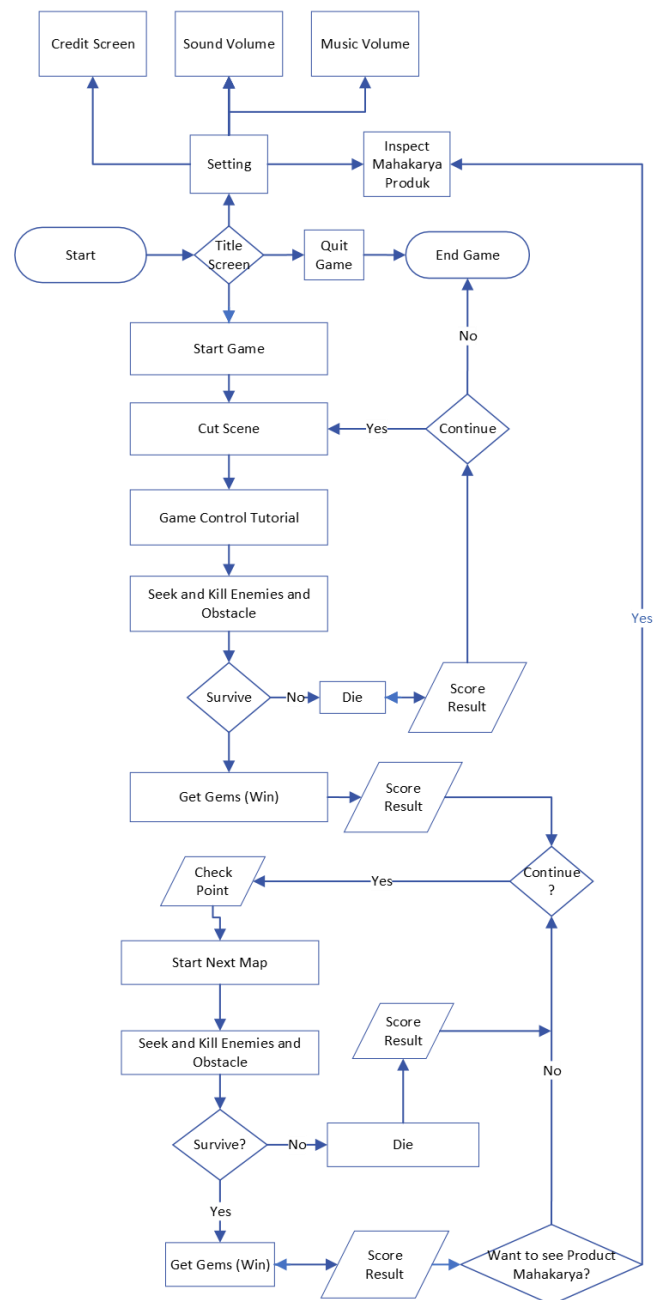 Credit Screen
Sound Volume
Music Volume
Setting
Inspect
Mahakarya
Produk
Start
Title
Screen
Quit
Game
End Game
No
Start Game
Cut Scene
Yes
Continue
Game Control Tutorial
Seek and Kill Enemies and
Obstacle
Yes
Survive
No
Die
Score
Result
Get Gems (Win)
Score
Result
Check
Point
Yes
Continue
?
Start Next Map
Seek and Kill Enemies and
Obstacle
Score
Result
No
Survive?
No
Die
Yes
Get Gems (Win)
Score
Result
Want to see Product
Mahakarya?